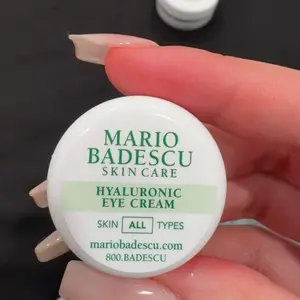 MARIO
BADESCU
SKIN CARE
HYALURONIC
EYE CREAM
SKIN ALL TYPES
mariobadescu.com
800.BADESCU